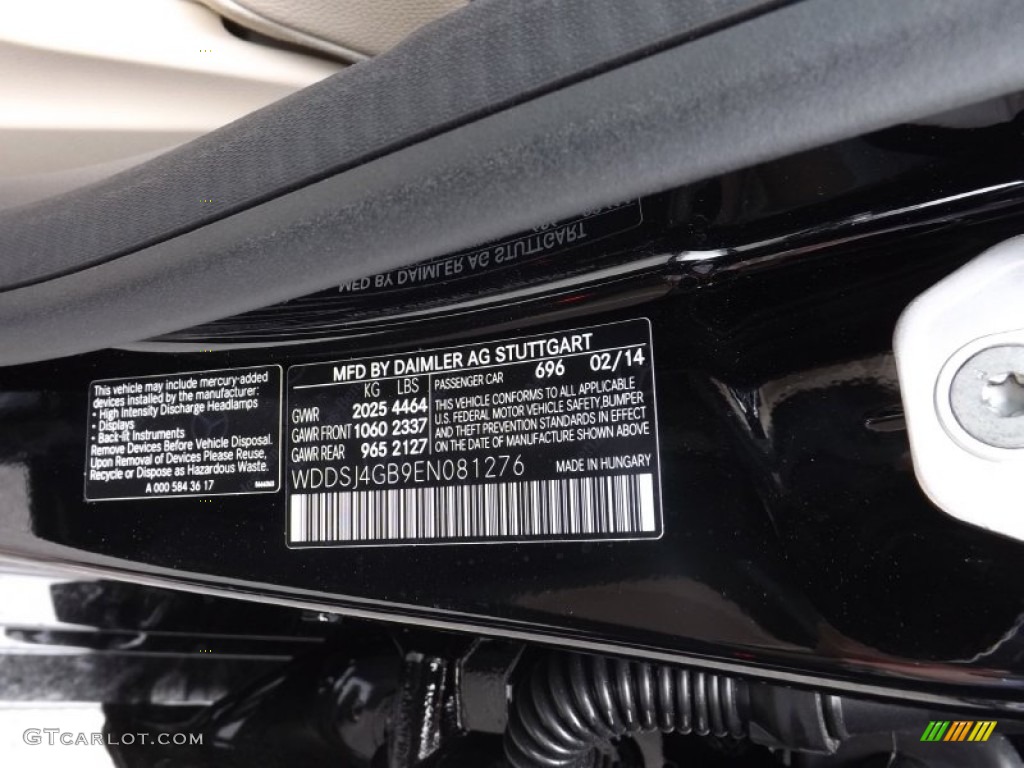 MFD BY DAIMLER AG STUTTGART
This vehicle may include mercury-added
devices installed by the manufacturer:
• High Intensity Discharge Headlamps
• Displays
• Back-lit Instruments
Remove Devices Before Vehicle Disposal.
Upon Removal of Devices Please Reuse,
Recycle or Dispose as Hazardous Waste.
A 000 584 36 17
MFD BY DAIMLER AG STUTTGART
KG LBS
GVWR 2025 4464
GAWR FRONT 1060 2337
GAWR REAR 965 2127
PASSENGER CAR 696 02/14
THIS VEHICLE CONFORMS TO ALL APPLICABLE
U.S. FEDERAL MOTOR VEHICLE SAFETY,BUMPER
AND THEFT PREVENTION STANDARDS IN EFFECT
ON THE DATE OF MANUFACTURE SHOWN ABOVE
WDDSJ4GB9EN081276 MADE IN HUNGARY
GTcarlot.com